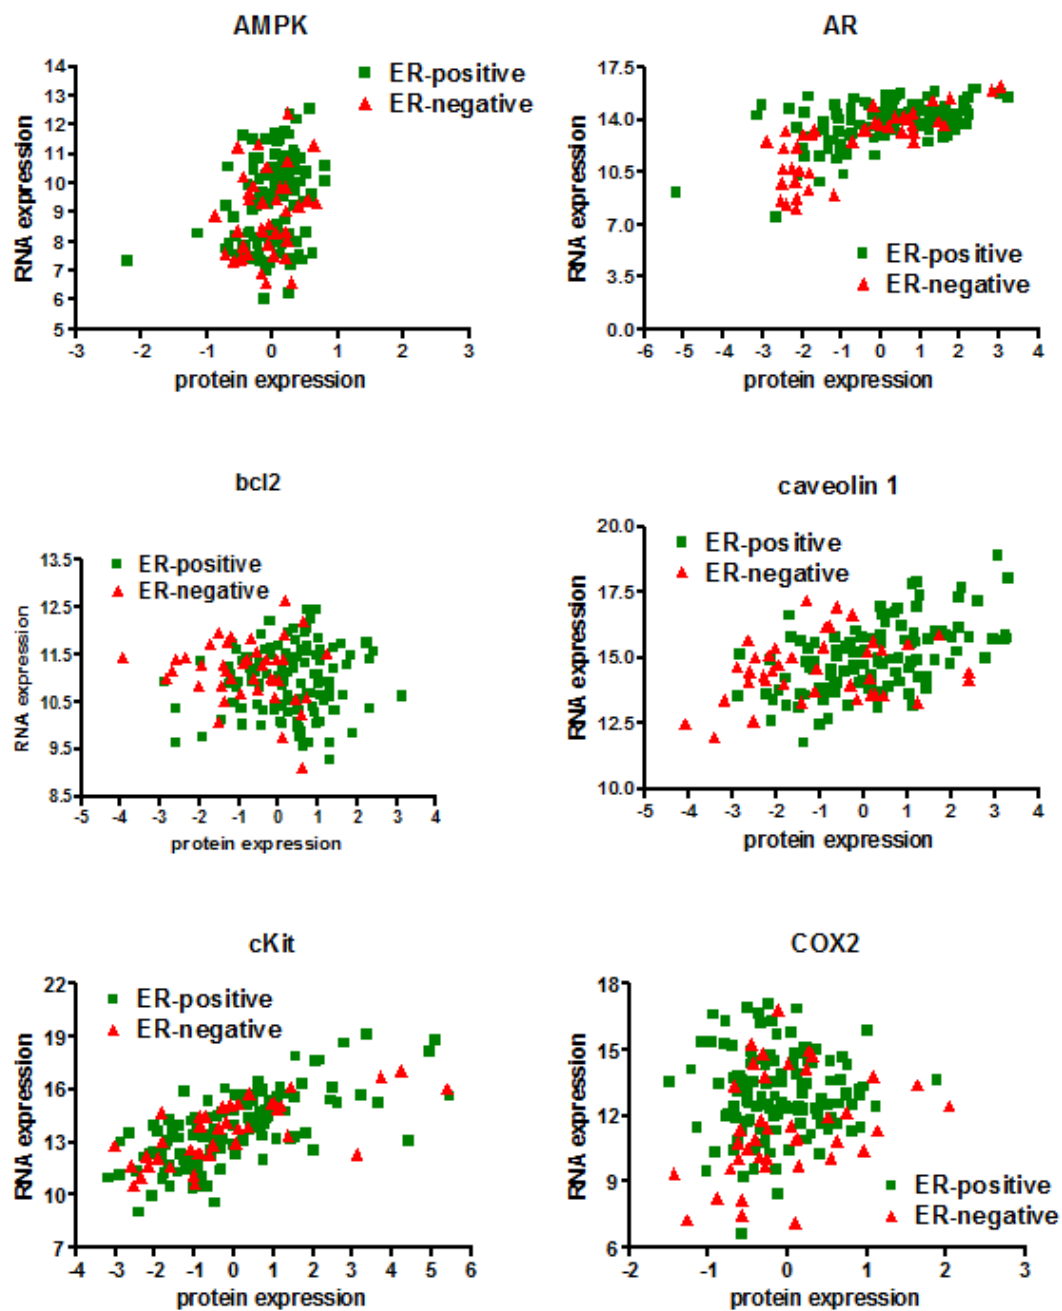 AMPK
14
13
12
11
10
9
8
7
6
5
RNA expression
ER-positive
ER-negative
-3 -2 -1 0 1 2 3
protein expression
AR
17.5
14.0
10.5
7.0
3.5
0.0
RNA expression
ER-positive
ER-negative
-6 -5 -4 -3 -2 -1 0 1 2 3 4
protein expression
bcl2
13.5
12.5
11.5
10.5
9.5
8.5
RNA expression
ER-positive
ER-negative
-5 -4 -3 -2 -1 0 1 2 3 4
protein expression
caveolin 1
20.0
17.5
15.0
12.5
10.0
RNA expression
ER-positive
ER-negative
-5 -4 -3 -2 -1 0 1 2 3 4
protein expression
cKit
22
19
16
13
10
7
RNA expression
ER-positive
ER-negative
-4 -3 -2 -1 0 1 2 3 4 5 6
protein expression
COX2
18
15
12
9
6
RNA expression
ER-positive
ER-negative
-2 -1 0 1 2 3
protein expression